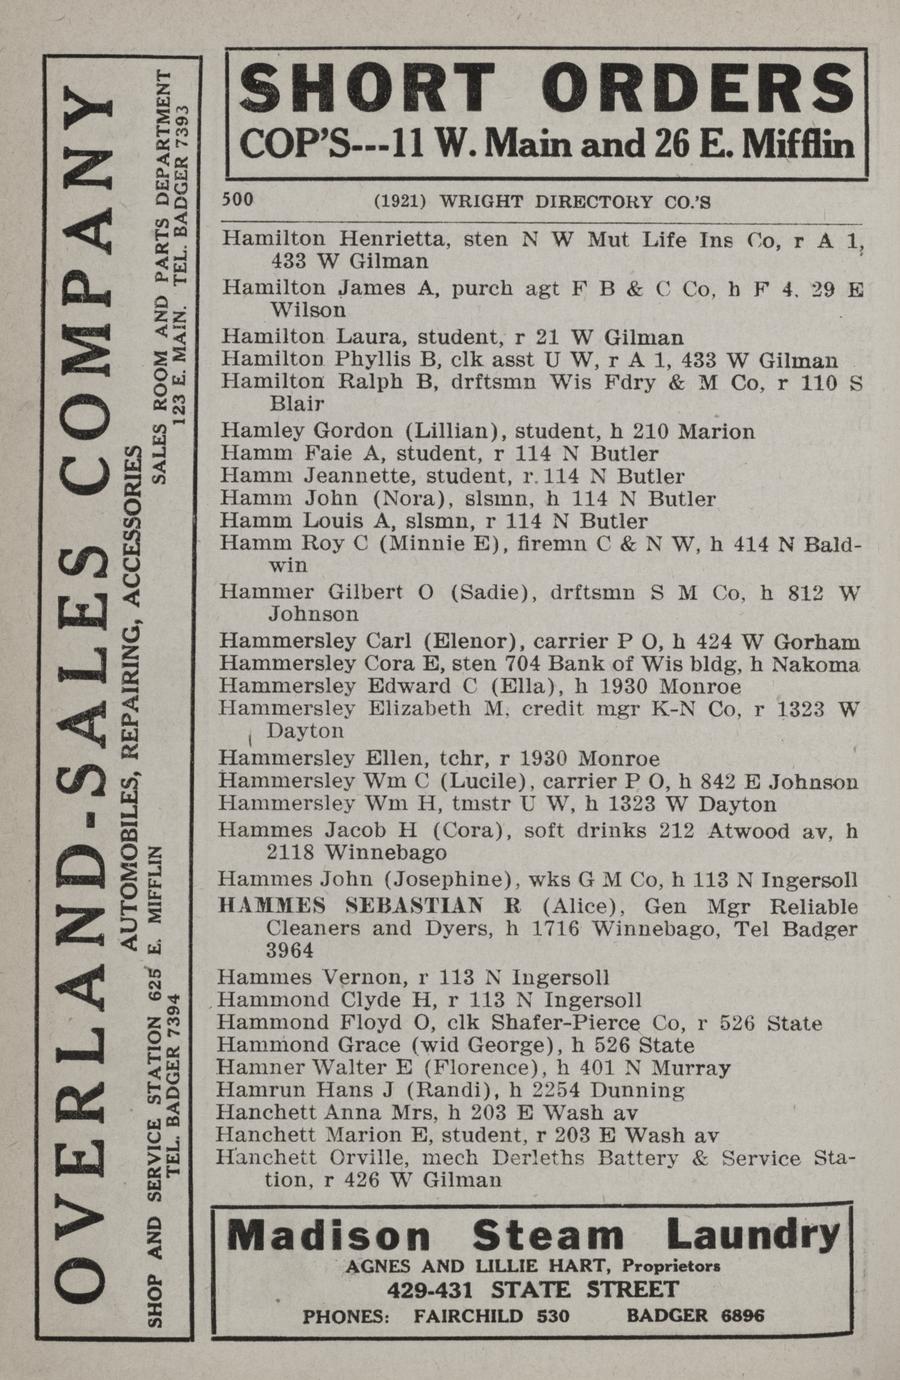 OVERLAND-SALES COMPANY
AUTOMOBILES, REPAIRING, ACCESSORIES
SHOP AND SERVICE STATION 625 E. MIFFLIN
TEL. BADGER 7394
SALES ROOM AND PARTS DEPARTMENT
123 E. MAIN. TEL. BADGER 7393
SHORT ORDERS
COP'S---11 W. Main and 26 E. Mifflin
500 (1921) WRIGHT DIRECTORY CO.'S
Hamilton Henrietta, sten N W Mut Life Ins Co, r A 1,
433 W Gilman
Hamilton James A, purch agt F B & C Co, h F 4, 29 E
Wilson
Hamilton Laura, student, r 21 W Gilman
Hamilton Phyllis B, clk asst U W, r A 1, 433 W Gilman
Hamilton Ralph B, drftsmn Wis Fdry & M Co, r 110 S
Blair
Hamley Gordon (Lillian), student, h 210 Marion
Hamm Faie A, student, r 114 N Butler
Hamm Jeannette, student, r 114 N Butler
Hamm John (Nora), slsmn, h 114 N Butler
Hamm Louis A, slsmn, r 114 N Butler
Hamm Roy C (Minnie E), firemn C & N W, h 414 N Bald-
win
Hammer Gilbert O (Sadie), drftsmn S M Co, h 812 W
Johnson
Hammersley Carl (Elenor), carrier P O, h 424 W Gorham
Hammersley Cora E, sten 704 Bank of Wis bldg, h Nakoma
Hammersley Edward C (Ella), h 1930 Monroe
Hammersley Elizabeth M, credit mgr K-N Co, r 1323 W
Dayton
Hammersley Ellen, tchr, r 1930 Monroe
Hammersley Wm C (Lucile), carrier P O, h 842 E Johnson
Hammersley Wm H, tmstr U W, h 1323 W Dayton
Hammes Jacob H (Cora), soft drinks 212 Atwood av, h
2118 Winnebago
Hammes John (Josephine), wks G M Co, h 113 N Ingersoll
HAMMES SEBASTIAN R (Alice), Gen Mgr Reliable
Cleaners and Dyers, h 1716 Winnebago, Tel Badger
3964
Hammes Vernon, r 113 N Ingersoll
Hammond Clyde H, r 113 N Ingersoll
Hammond Floyd O, clk Shafer-Pierce Co, r 526 State
Hammond Grace (wid George), h 526 State
Hamner Walter E (Florence), h 401 N Murray
Hamrun Hans J (Randi), h 2254 Dunning
Hanchett Anna Mrs, h 203 E Wash av
Hanchett Marion E, student, r 203 E Wash av
Hanchett Orville, mech Derleths Battery & Service Sta-
tion, r 426 W Gilman
Madison Steam Laundry
AGNES AND LILLIE HART, Proprietors
429-431 STATE STREET
PHONES: FAIRCHILD 530 BADGER 6896